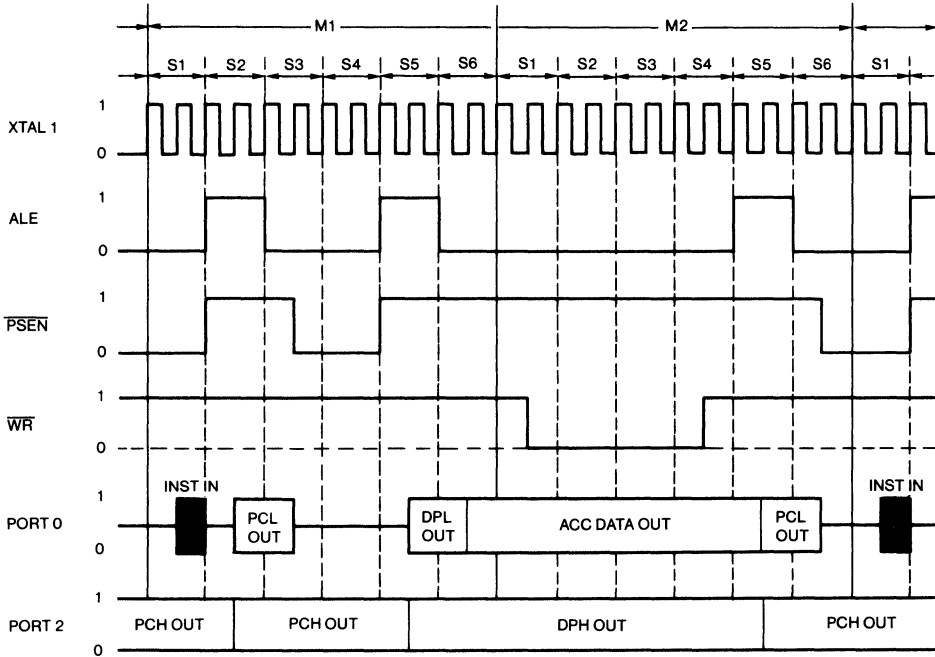 M1 M2
S1 S2 S3 S4 S5 S6 S1 S2 S3 S4 S5 S6 S1
XTAL 1 1 0
ALE 1 0
PSEN 1 0
WR 1 0
INST IN INST IN
PORT 0 1 0 PCL OUT DPL OUT ACC DATA OUT PCL OUT
PORT 2 1 0 PCH OUT PCH OUT DPH OUT PCH OUT